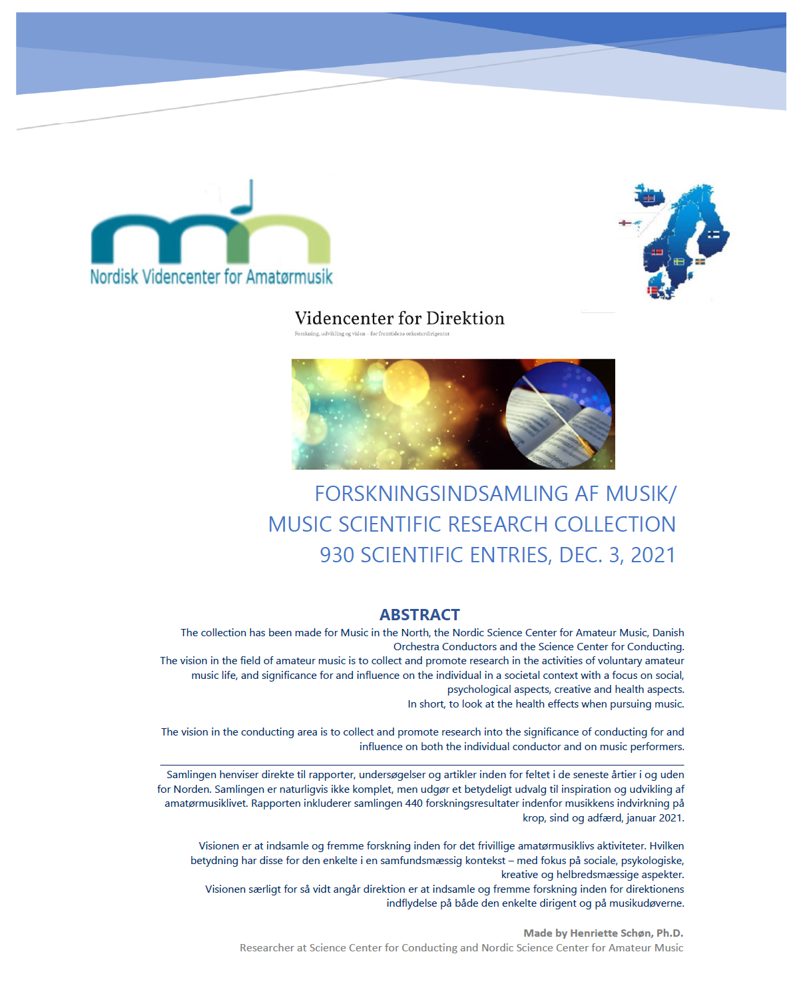 Nordisk Videncenter for Amatørmusik
Videncenter for Direktion
Forskning, udvikling og viden – for fremtidens orkesterdirigenter
FORSKNINGSINDSAMLING AF MUSIK/
MUSIC SCIENTIFIC RESEARCH COLLECTION
930 SCIENTIFIC ENTRIES, DEC. 3, 2021
ABSTRACT
The collection has been made for Music in the North, the Nordic Science Center for Amateur Music, Danish
Orchestra Conductors and the Science Center for Conducting.
The vision in the field of amateur music is to collect and promote research in the activities of voluntary amateur
music life, and significance for and influence on the individual in a societal context with a focus on social,
psychological aspects, creative and health aspects.
In short, to look at the health effects when pursuing music.
The vision in the conducting area is to collect and promote research into the significance of conducting for and
influence on both the individual conductor and on music performers.
Samlingen henviser direkte til rapporter, undersøgelser og artikler inden for feltet i de seneste årtier i og uden
for Norden. Samlingen er naturligvis ikke komplet, men udgør et betydeligt udvalg til inspiration og udvikling af
amatørmusiklivet. Rapporten inkluderer samlingen 440 forskningsresultater indenfor musikkens indvirkning på
krop, sind og adfærd, januar 2021.
Visionen er at indsamle og fremme forskning inden for det frivillige amatørmusiklivs aktiviteter. Hvilken
betydning har disse for den enkelte i en samfundsmæssig kontekst – med fokus på sociale, psykologiske,
kreative og helbredsmæssige aspekter.
Visionen særligt for så vidt angår direktion er at indsamle og fremme forskning inden for direktionens
indflydelse på både den enkelte dirigent og på musikudøverne.
Made by Henriette Schøn, Ph.D.
Researcher at Science Center for Conducting and Nordic Science Center for Amateur Music